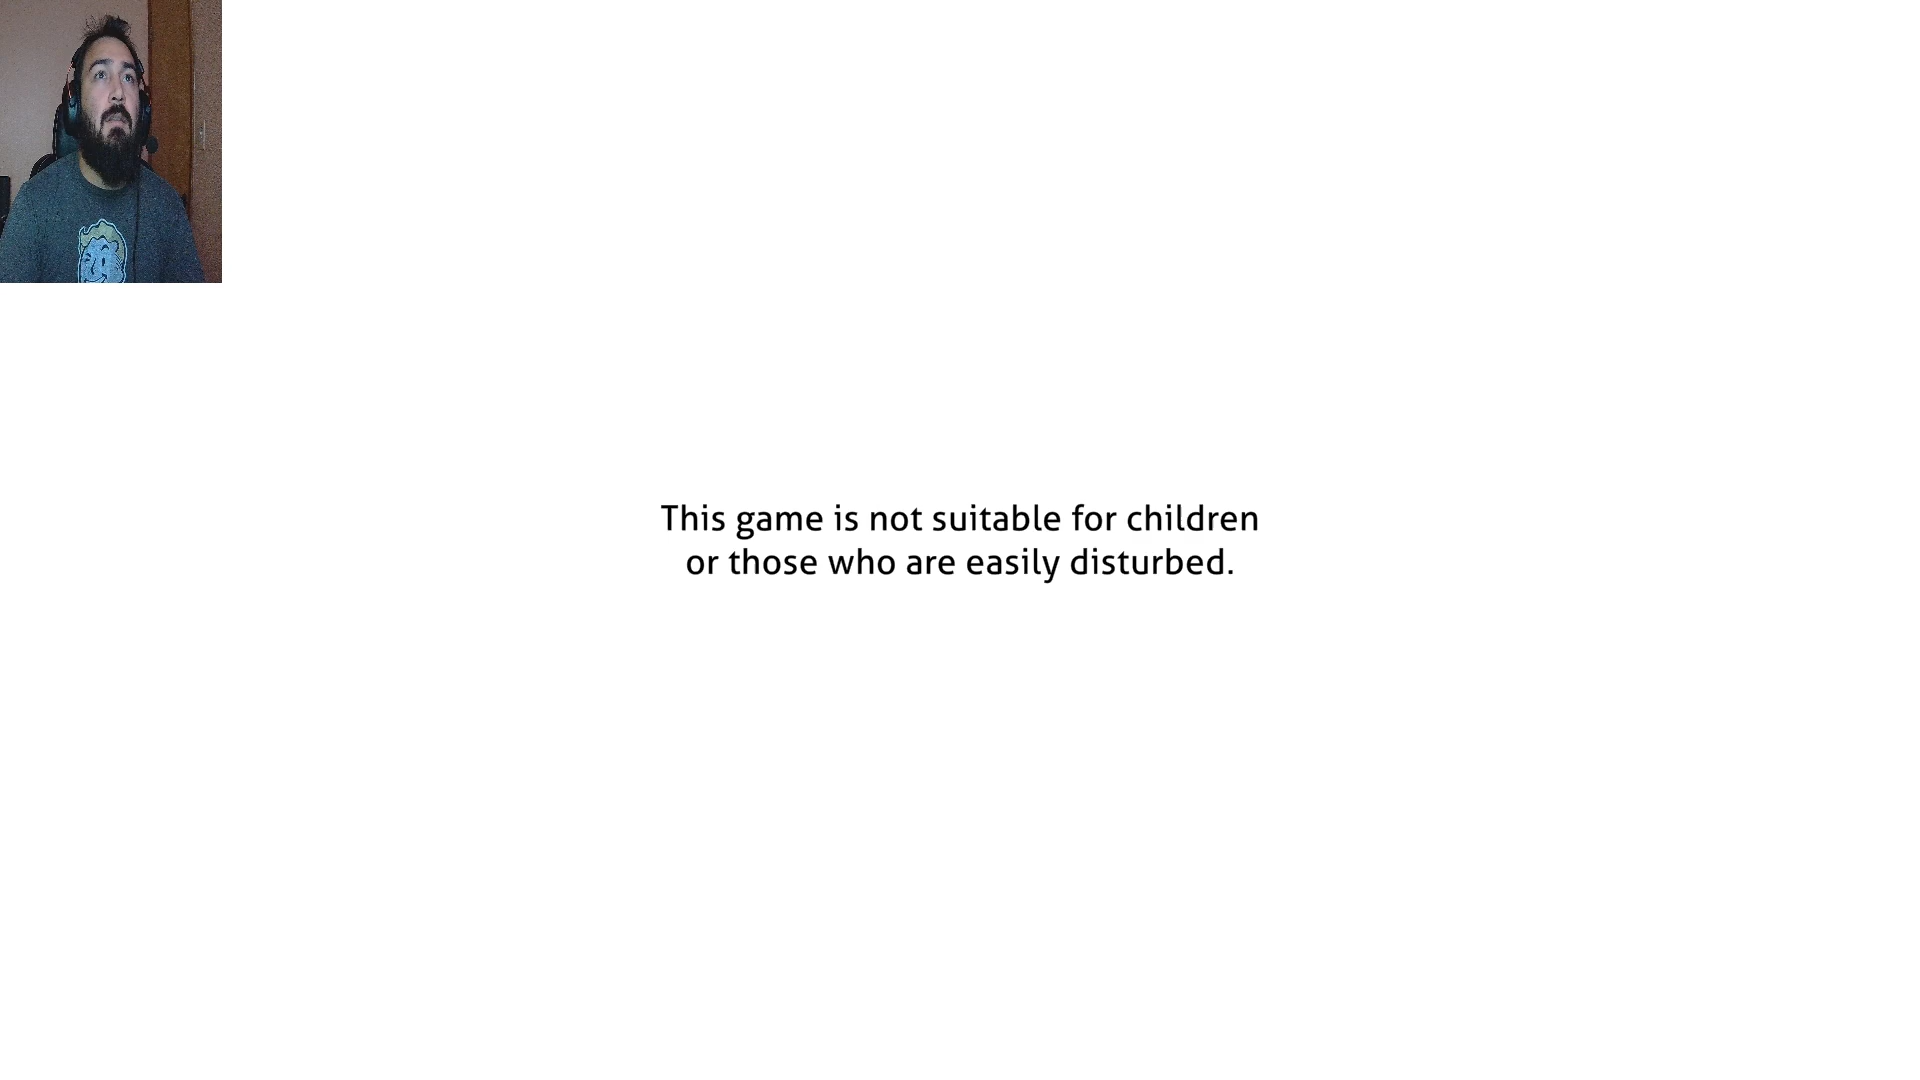 This game is not suitable for children
or those who are easily disturbed.